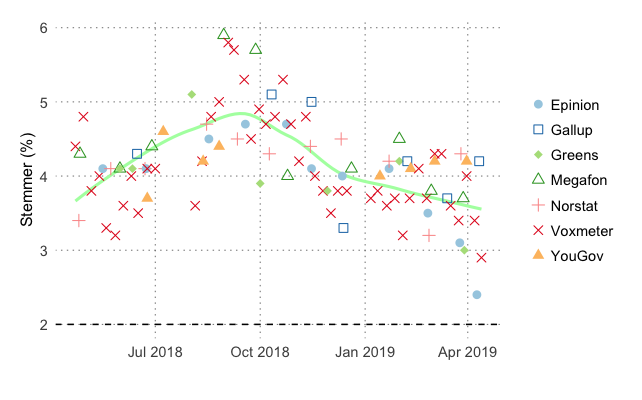 6
5
4
3
2
Stemmer (%)
Jul 2018 Oct 2018 Jan 2019 Apr 2019
Epinion
Gallup
Greens
Megafon
Norstat
Voxmeter
YouGov